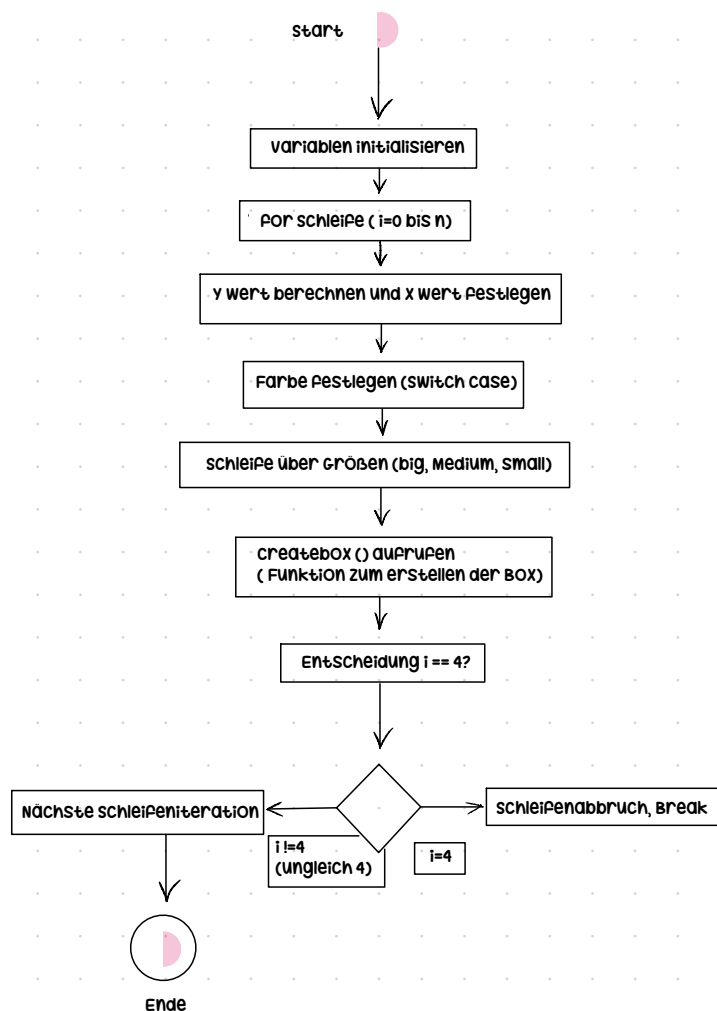 Start
Variablen initialisieren
For Schleife ( i=0 bis n)
Y Wert berechnen und X Wert festlegen
Farbe festlegen (switch case)
Schleife über Größen (big, Medium, Small)
Createbox () aufrufen
( Funktion zum erstellen der BOX)
Entscheidung i == 4?
Nächste Schleifeniteration
Schleifenabbruch, Break
i !=4
(ungleich 4)
i=4
Ende